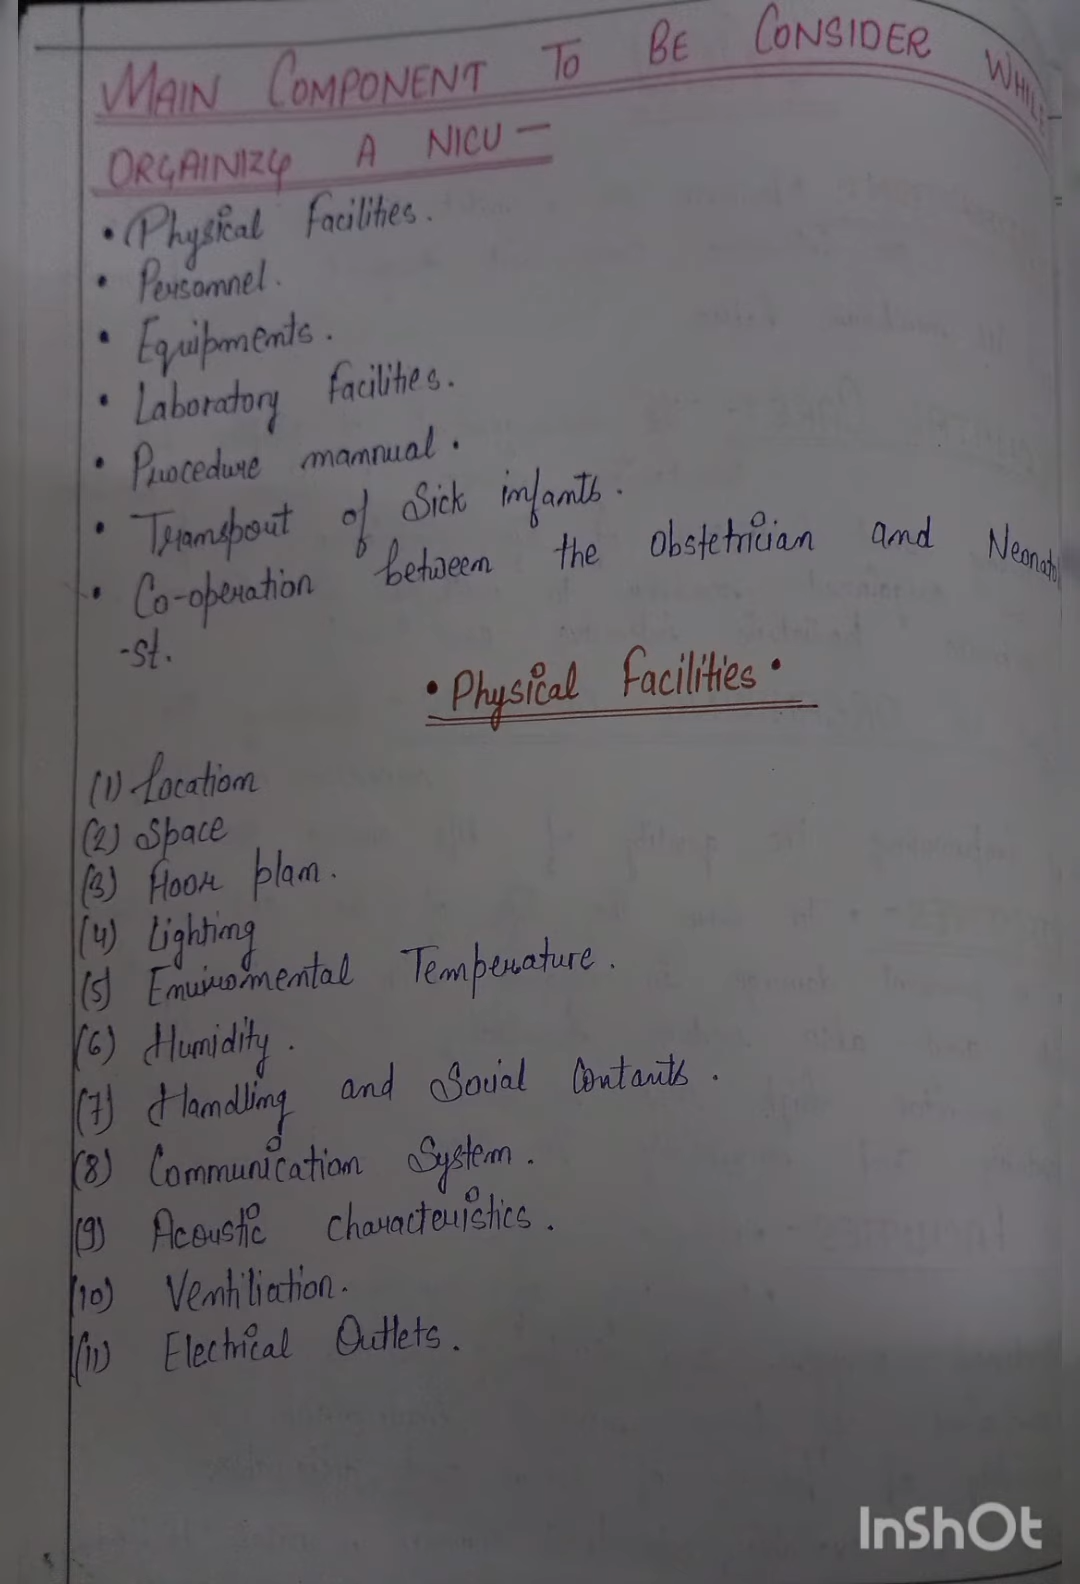 MAIN COMPONENT TO BE CONSIDER WHILE
ORGAINIZG A NICU -
• Physical facilities.
• Personnel.
• Equipments.
• Laboratory facilities.
• Procedure mannual.
• Transport of Sick infants.
• Co-operation between the obstetrician and Neonato
-st.
• Physical facilities •
(1) Location
(2) Space
(3) Floor plan.
(4) Lighting
(5) Enviromental Temperature.
(6) Humidity.
(7) Handling and Social Contants.
(8) Communication System.
(9) Acoustic characteristics.
(10) Ventiliation.
(11) Electrical Outlets.
InShOt